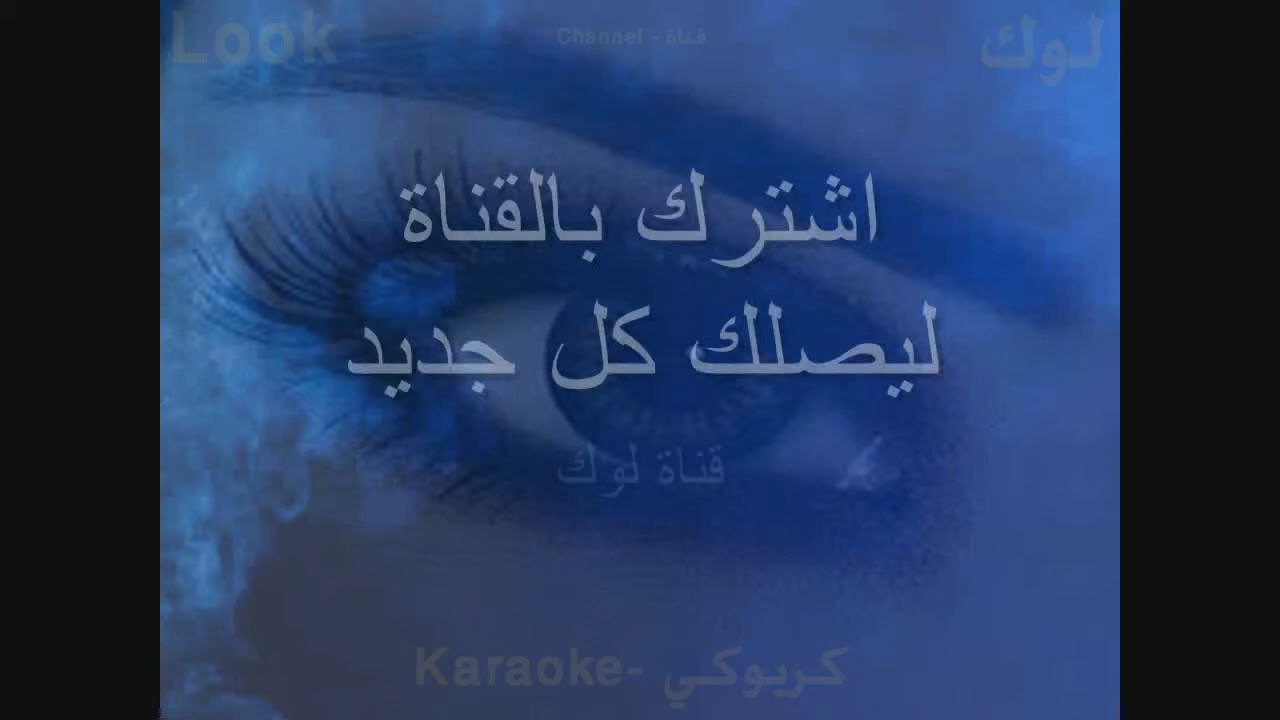 Look
Channel - قناة
لوك
اشترك بالقناة
ليصلك كل جديد
قناة لوك
Karaoke- كريوكي